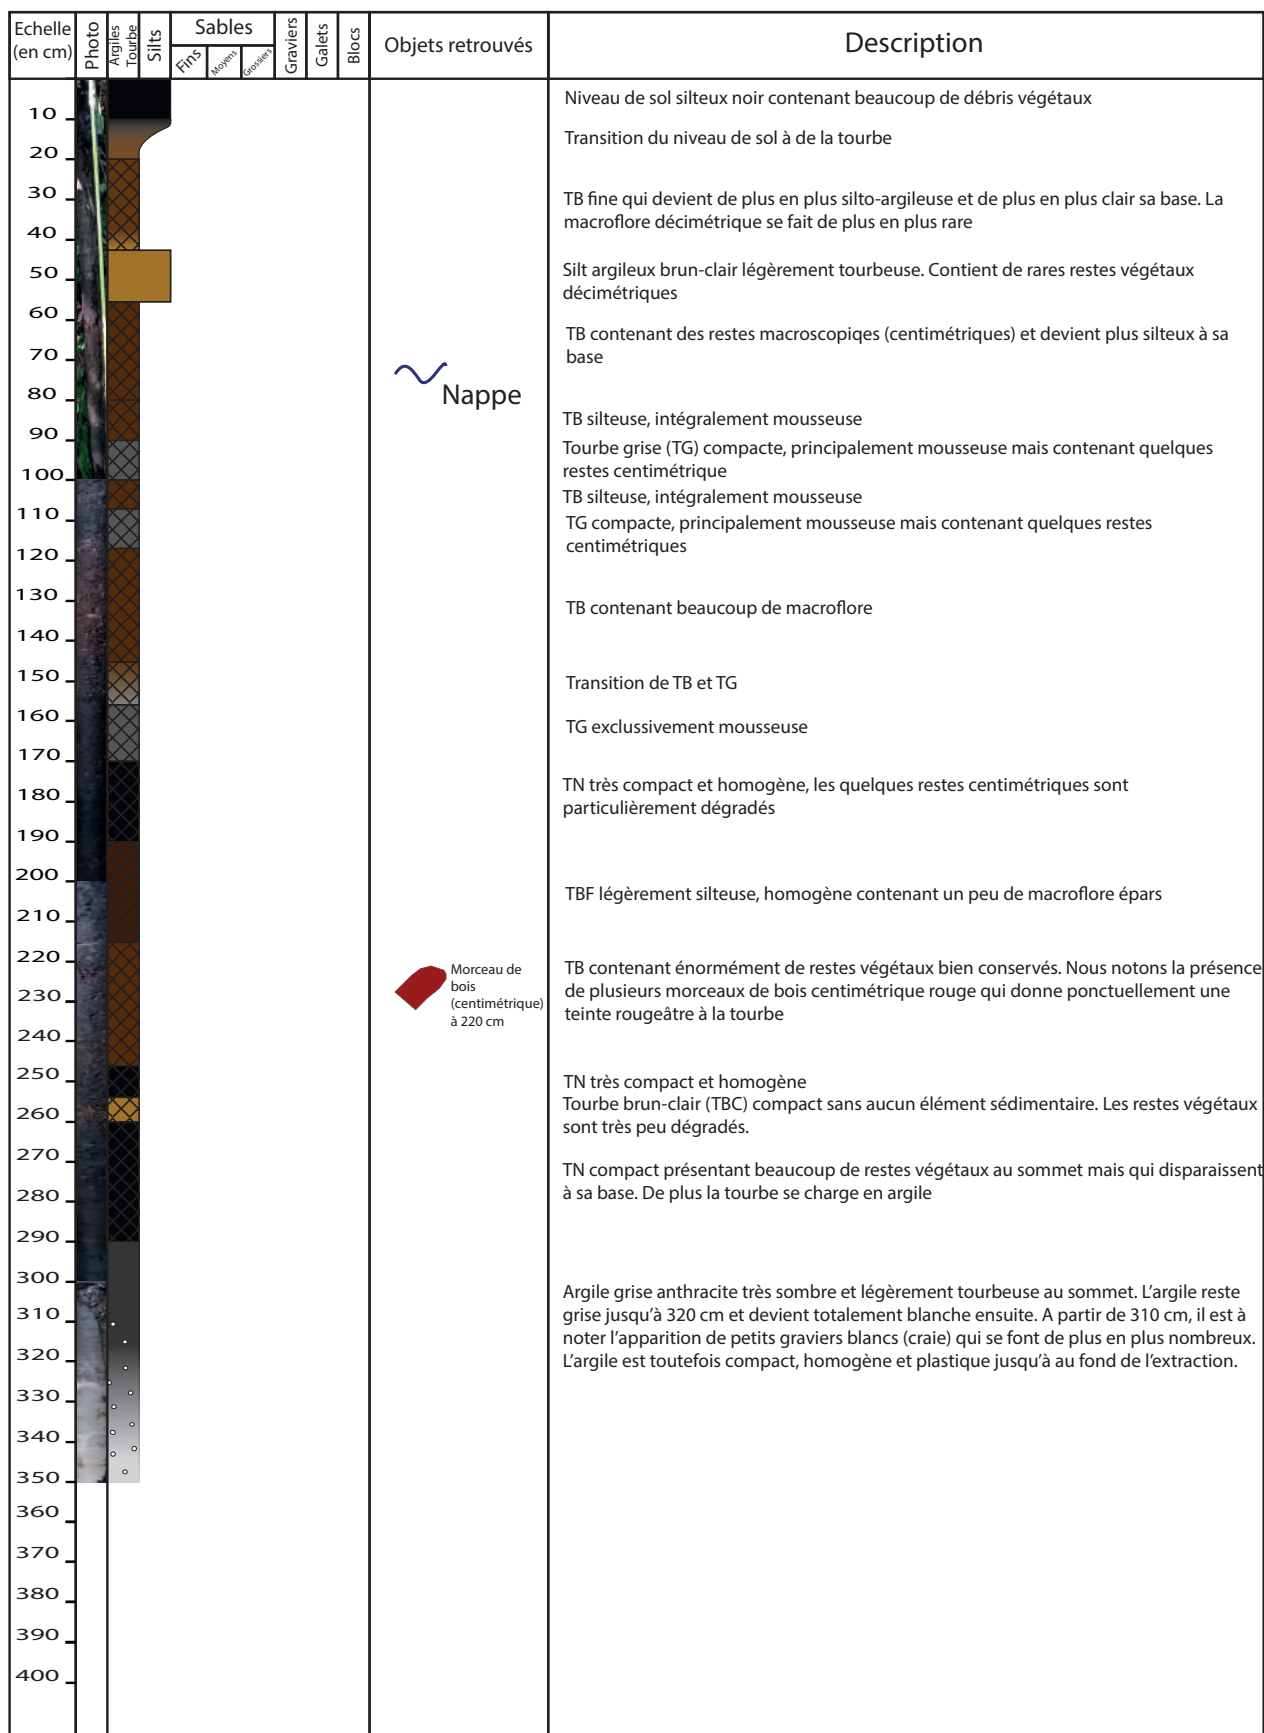 Echelle
(en cm)
Photo
Argiles
Tourbe
Silts
Sables
Fins
Moyens
Grossiers
Graviers
Galets
Blocs
Objets retrouvés
Description
10
20
30
40
50
60
70
80
90
100
110
120
130
140
150
160
170
180
190
200
210
220
230
240
250
260
270
280
290
300
310
320
330
340
350
360
370
380
390
400
Nappe
Morceau de
bois
(centimétrique)
à 220 cm
Niveau de sol silteux noir contenant beaucoup de débris végétaux
Transition du niveau de sol à de la tourbe
TB fine qui devient de plus en plus silto-argileuse et de plus en plus clair sa base. La
macroflore décimétrique se fait de plus en plus rare
Silt argileux brun-clair légèrement tourbeuse. Contient de rares restes végétaux
décimétriques
TB contenant des restes macroscopiqes (centimétriques) et devient plus silteux à sa
base
TB silteuse, intégralement mousseuse
Tourbe grise (TG) compacte, principalement mousseuse mais contenant quelques
restes centimétrique
TB silteuse, intégralement mousseuse
TG compacte, principalement mousseuse mais contenant quelques restes
centimétriques
TB contenant beaucoup de macroflore
Transition de TB et TG
TG exclussivement mousseuse
TN très compact et homogène, les quelques restes centimétriques sont
particulièrement dégradés
TBF légèrement silteuse, homogène contenant un peu de macroflore épars
TB contenant énormément de restes végétaux bien conservés. Nous notons la présence
de plusieurs morceaux de bois centimétrique rouge qui donne ponctuellement une
teinte rougeâtre à la tourbe
TN très compact et homogène
Tourbe brun-clair (TBC) compact sans aucun élément sédimentaire. Les restes végétaux
sont très peu dégradés.
TN compact présentant beaucoup de restes végétaux au sommet mais qui disparaissent
à sa base. De plus la tourbe se charge en argile
Argile grise anthracite très sombre et légèrement tourbeuse au sommet. L'argile reste
grise jusqu'à 320 cm et devient totalement blanche ensuite. A partir de 310 cm, il est à
noter l'apparition de petits graviers blancs (craie) qui se font de plus en plus nombreux.
L'argile est toutefois compact, homogène et plastique jusqu'à au fond de l'extraction.